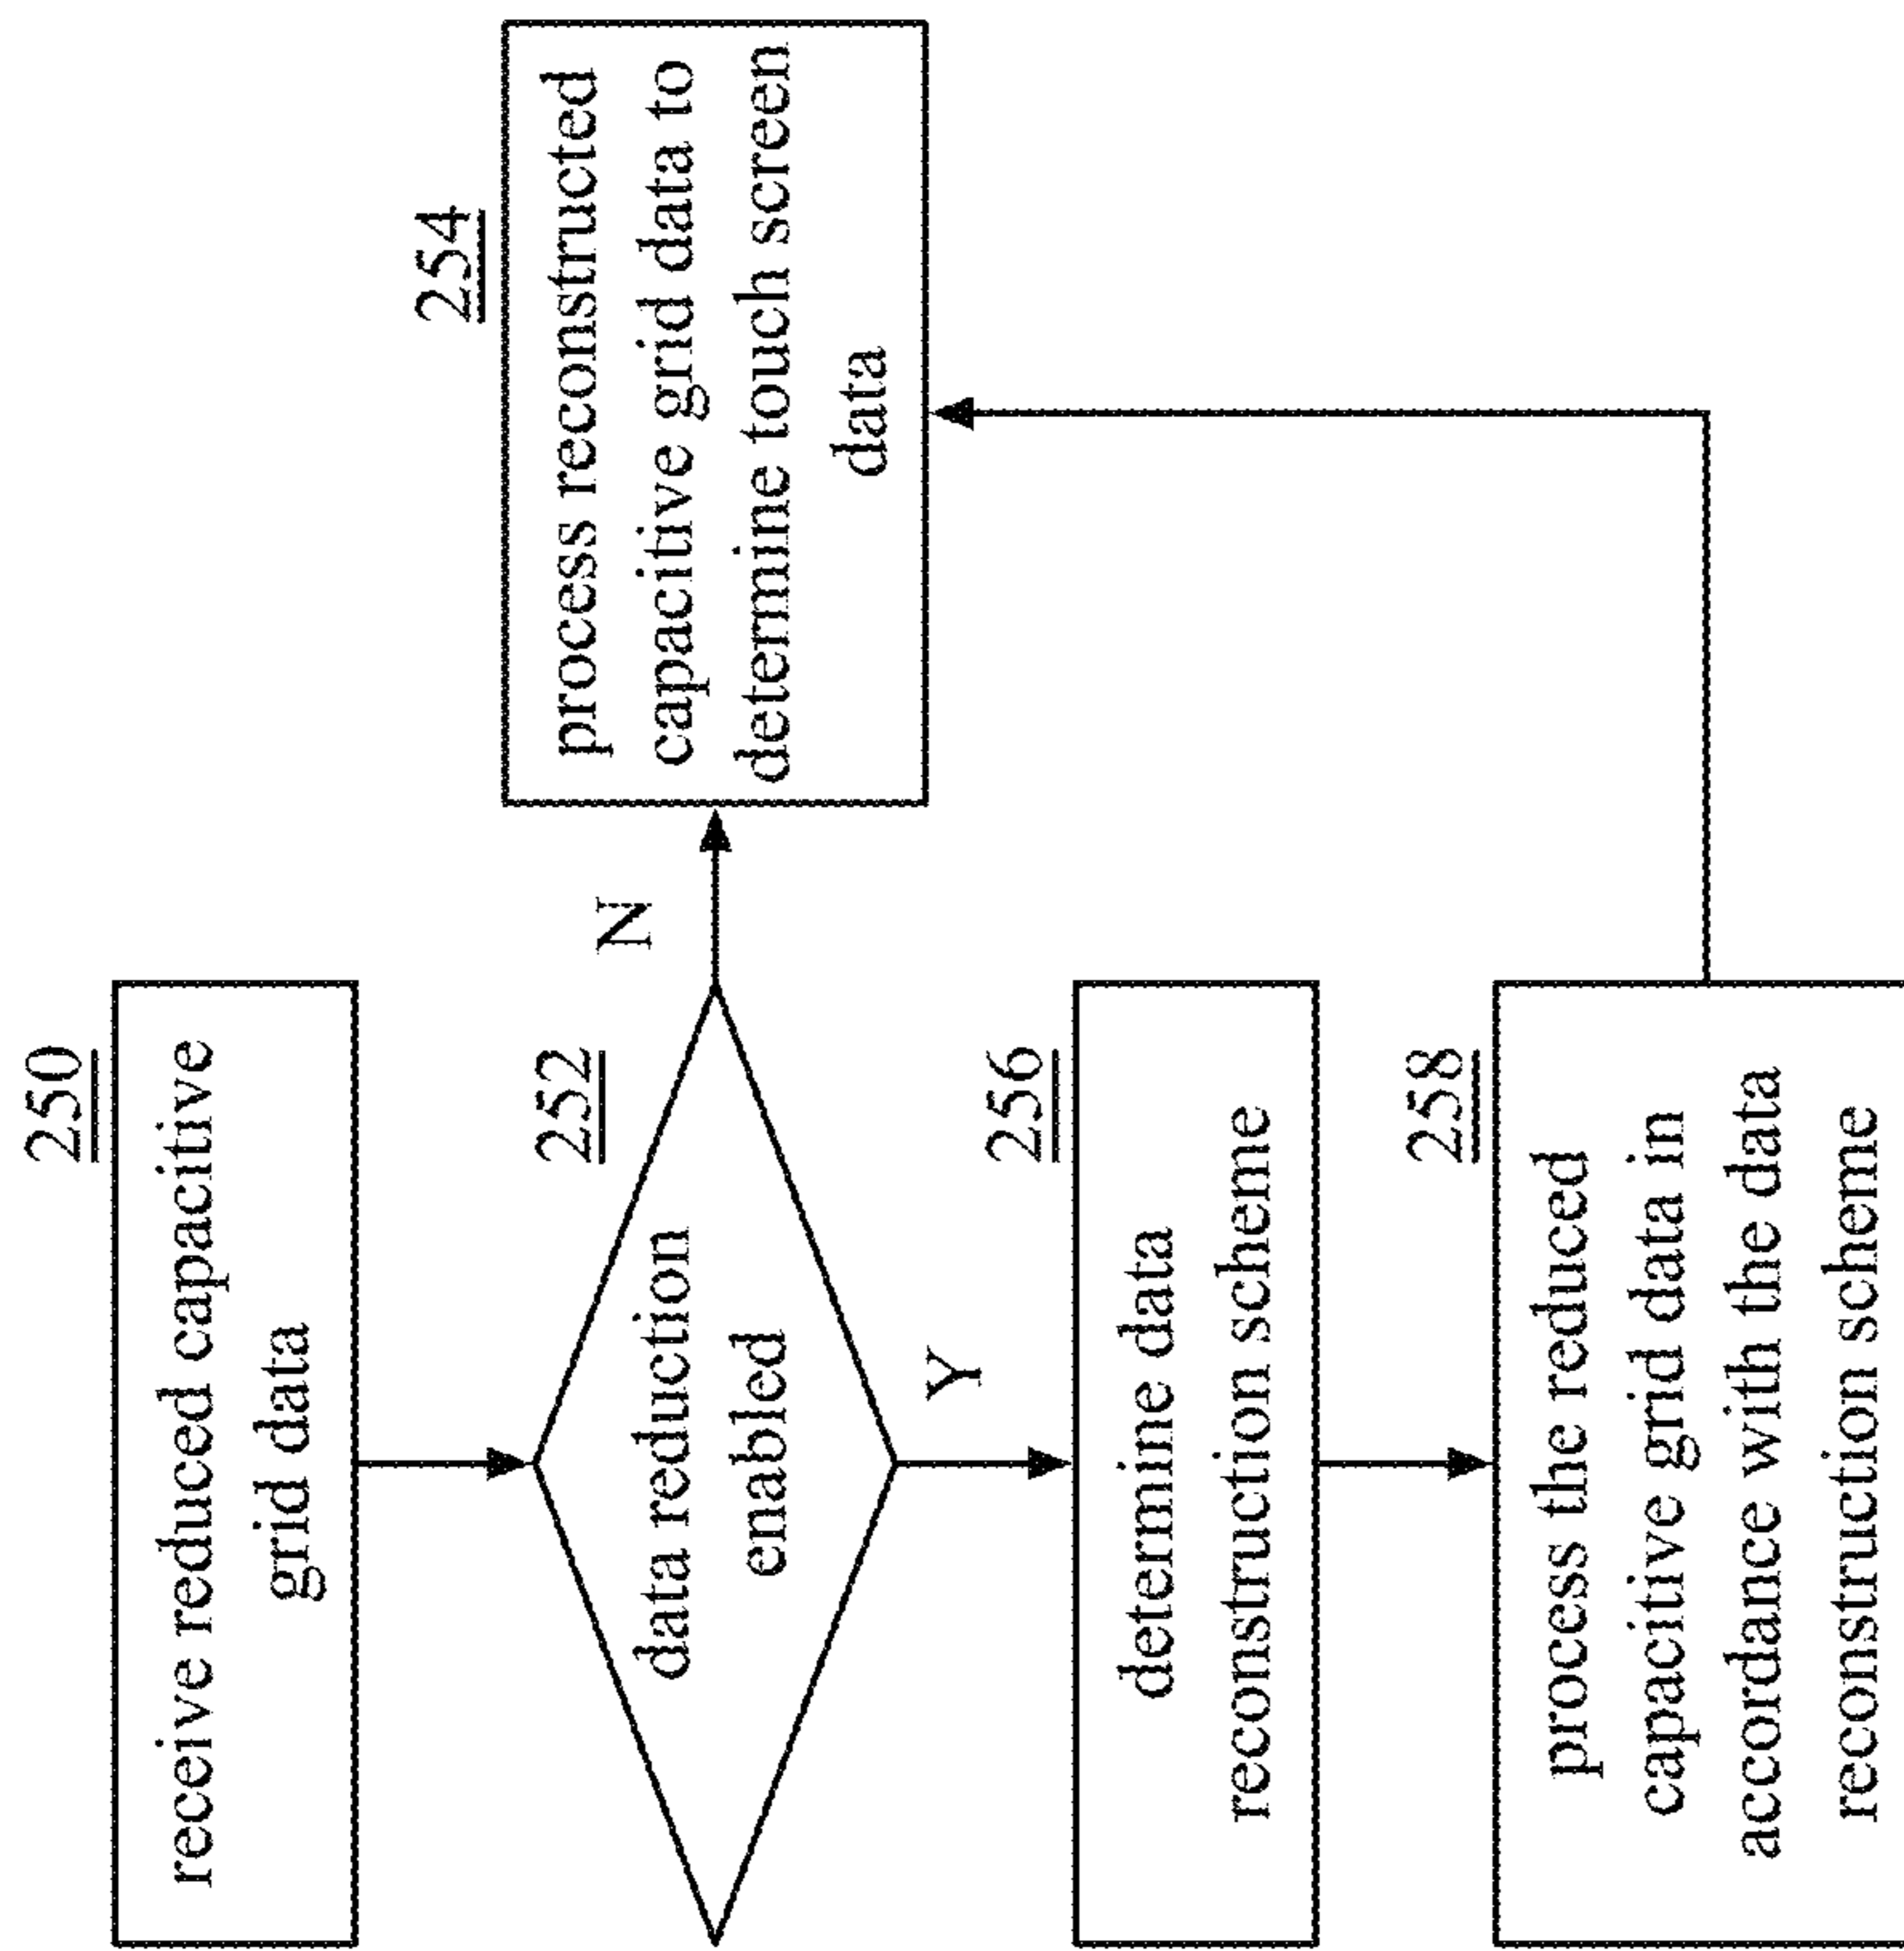 250
receive reduced capacitive
grid data
252
data reduction
enabled
N
254
process reconstructed
capacitive grid data to
determine touch screen
data
Y
256
determine data
reconstruction scheme
258
process the reduced
capacitive grid data in
accordance with the data
reconstruction scheme